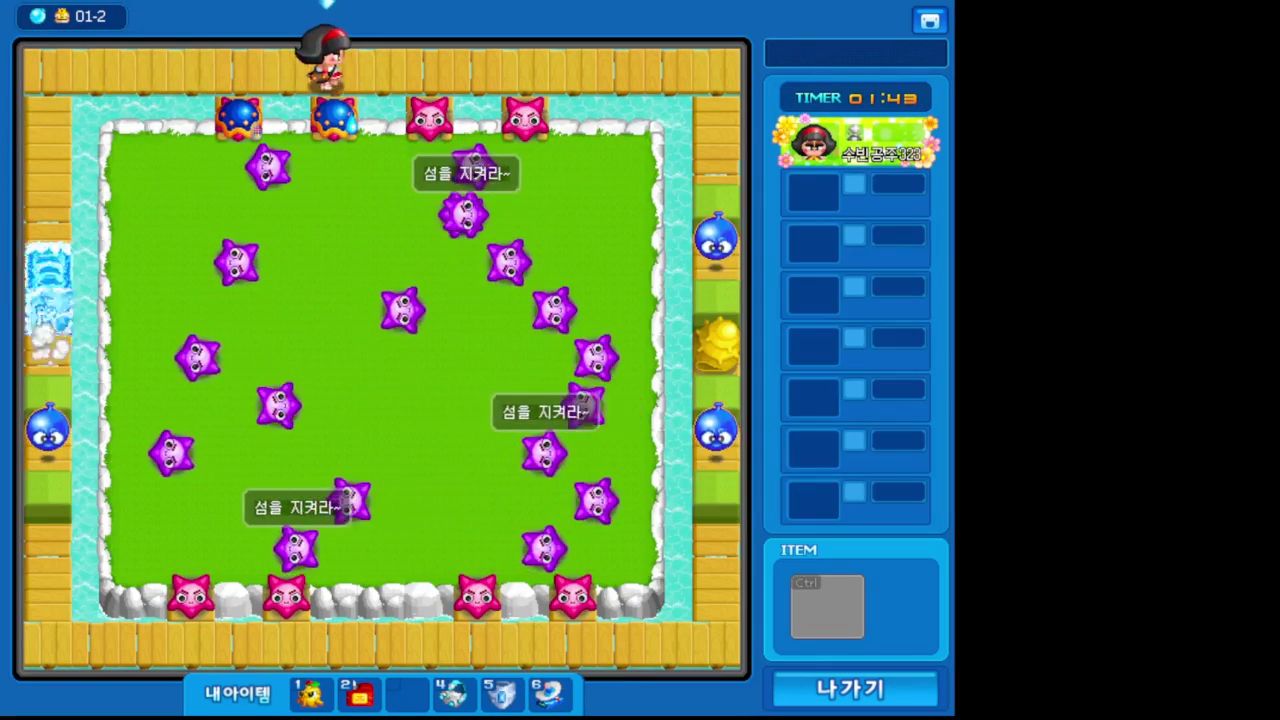 01-2
TIMER 01:43
수빈공주023
섬을 지켜라~
섬을 지켜라~
섬을 지켜라~
ITEM
Ctrl
내아이템
1
2
4
5
6
나가기